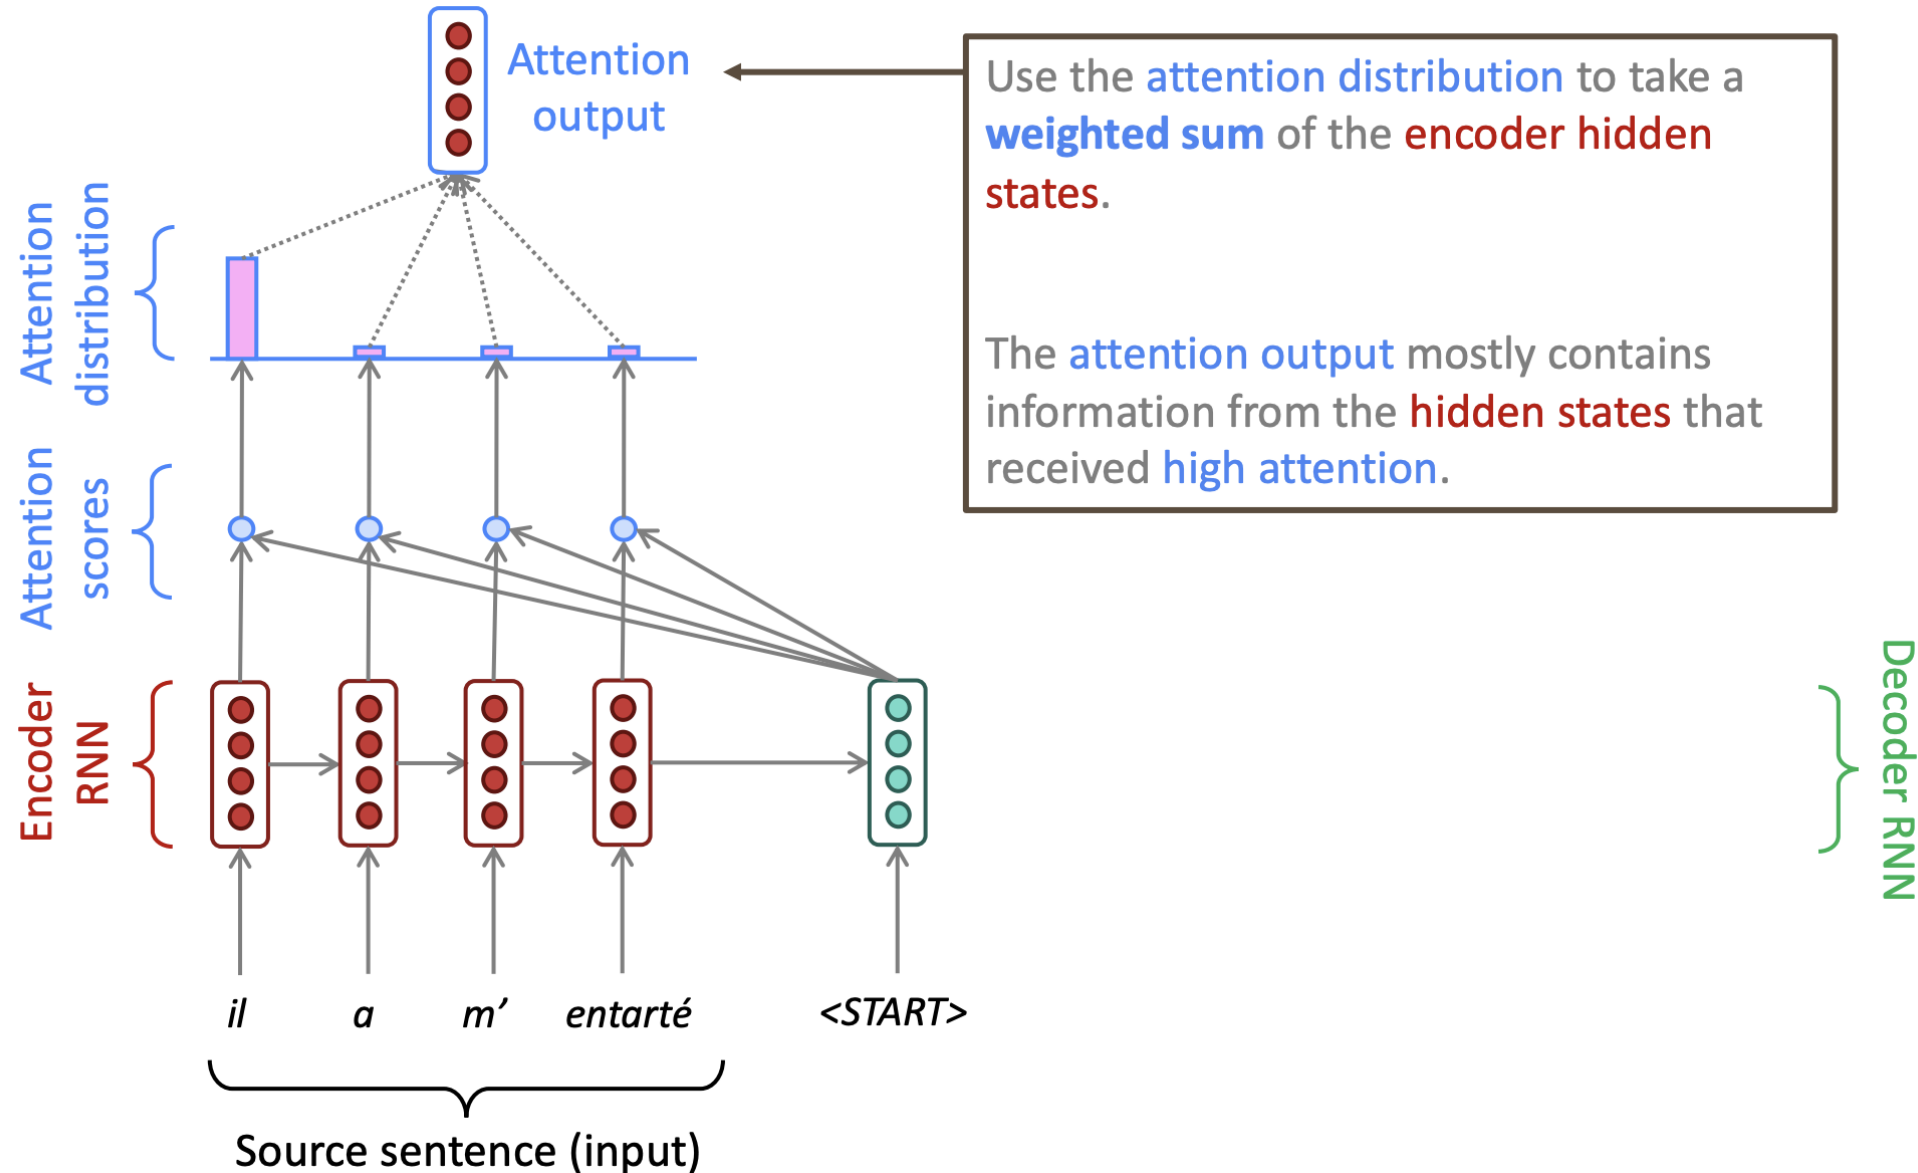 Attention
output
Use the attention distribution to take a
weighted sum of the encoder hidden
states.
The attention output mostly contains
information from the hidden states that
received high attention.
Attention
distribution
Attention
scores
Encoder
RNN
Decoder RNN
il a m’ entarté <START>
Source sentence (input)